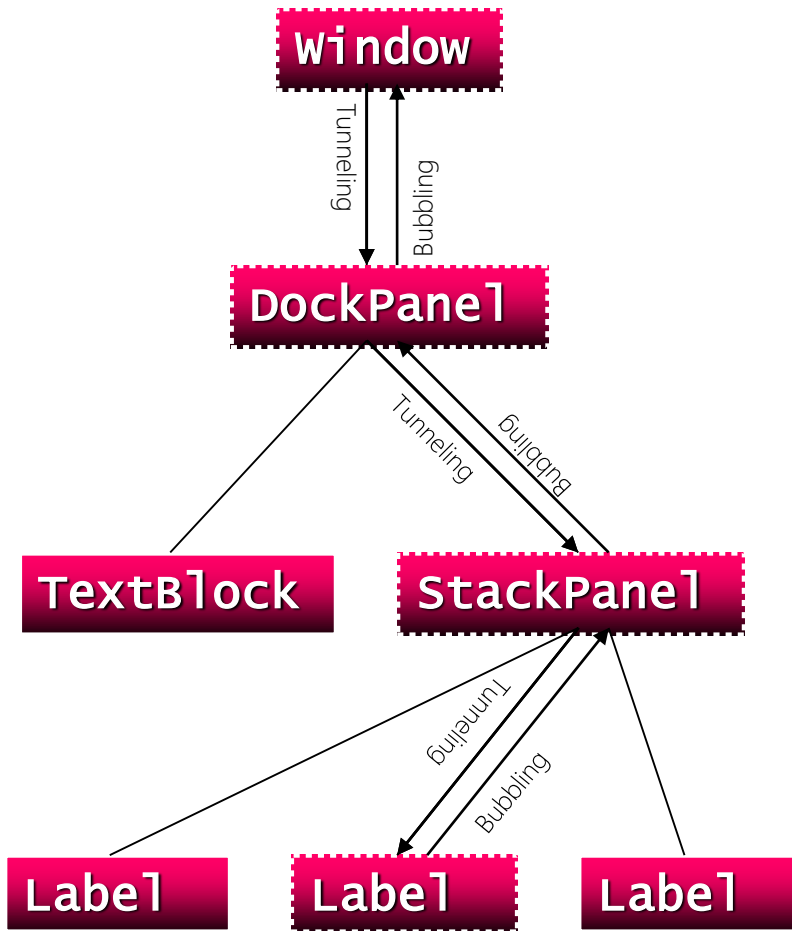 Window
Tunneling
Bubbling
DockPanel
Tunneling
Bubbling
TextBlock
StackPanel
Tunneling
Bubbling
Label
Label
Label